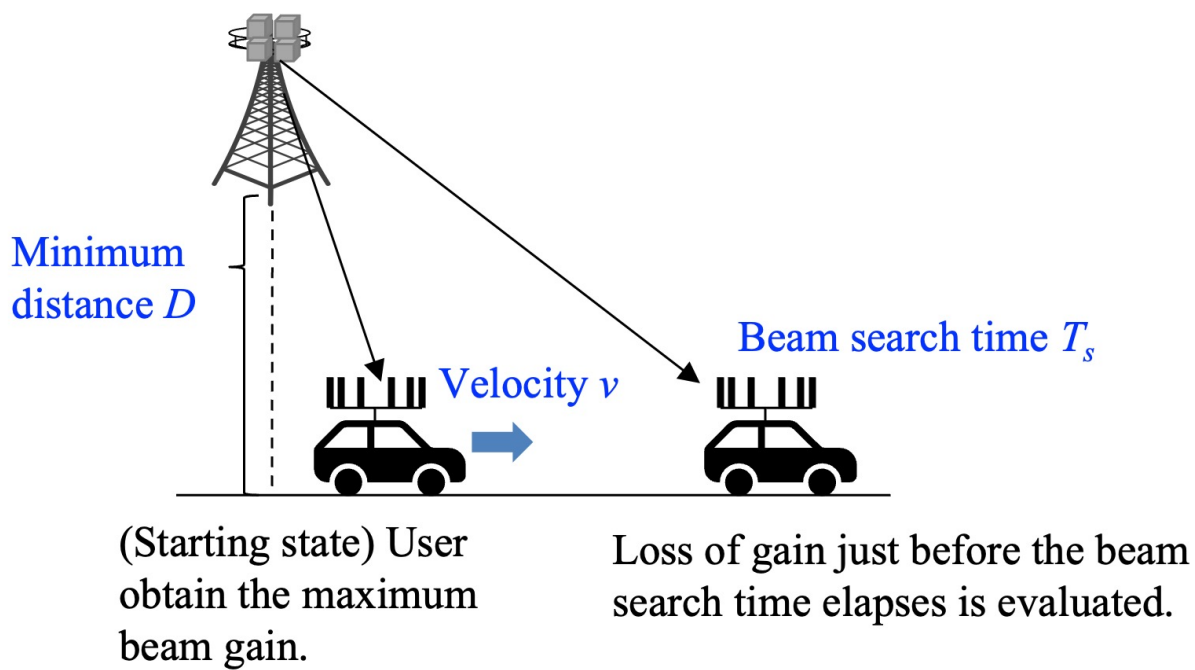 Minimum
distance D
Beam search time Ts
Velocity v
(Starting state) User
obtain the maximum
beam gain.
Loss of gain just before the beam
search time elapses is evaluated.